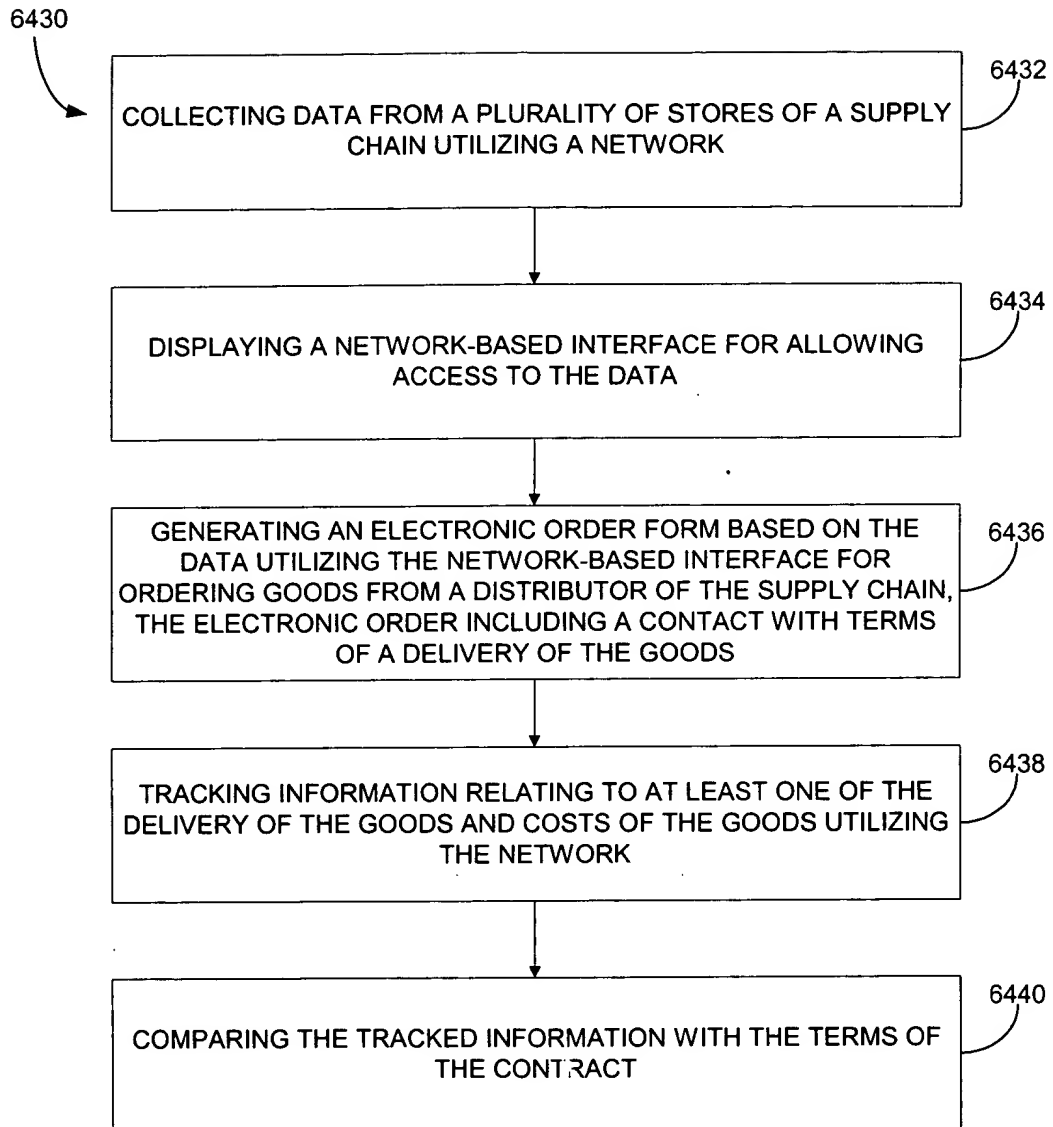 6430
6432
COLLECTING DATA FROM A PLURALITY OF STORES OF A SUPPLY
CHAIN UTILIZING A NETWORK
6434
DISPLAYING A NETWORK-BASED INTERFACE FOR ALLOWING
ACCESS TO THE DATA
6436
GENERATING AN ELECTRONIC ORDER FORM BASED ON THE
DATA UTILIZING THE NETWORK-BASED INTERFACE FOR
ORDERING GOODS FROM A DISTRIBUTOR OF THE SUPPLY CHAIN,
THE ELECTRONIC ORDER INCLUDING A CONTACT WITH TERMS
OF A DELIVERY OF THE GOODS
6438
TRACKING INFORMATION RELATING TO AT LEAST ONE OF THE
DELIVERY OF THE GOODS AND COSTS OF THE GOODS UTILIZING
THE NETWORK
6440
COMPARING THE TRACKED INFORMATION WITH THE TERMS OF
THE CONTRACT